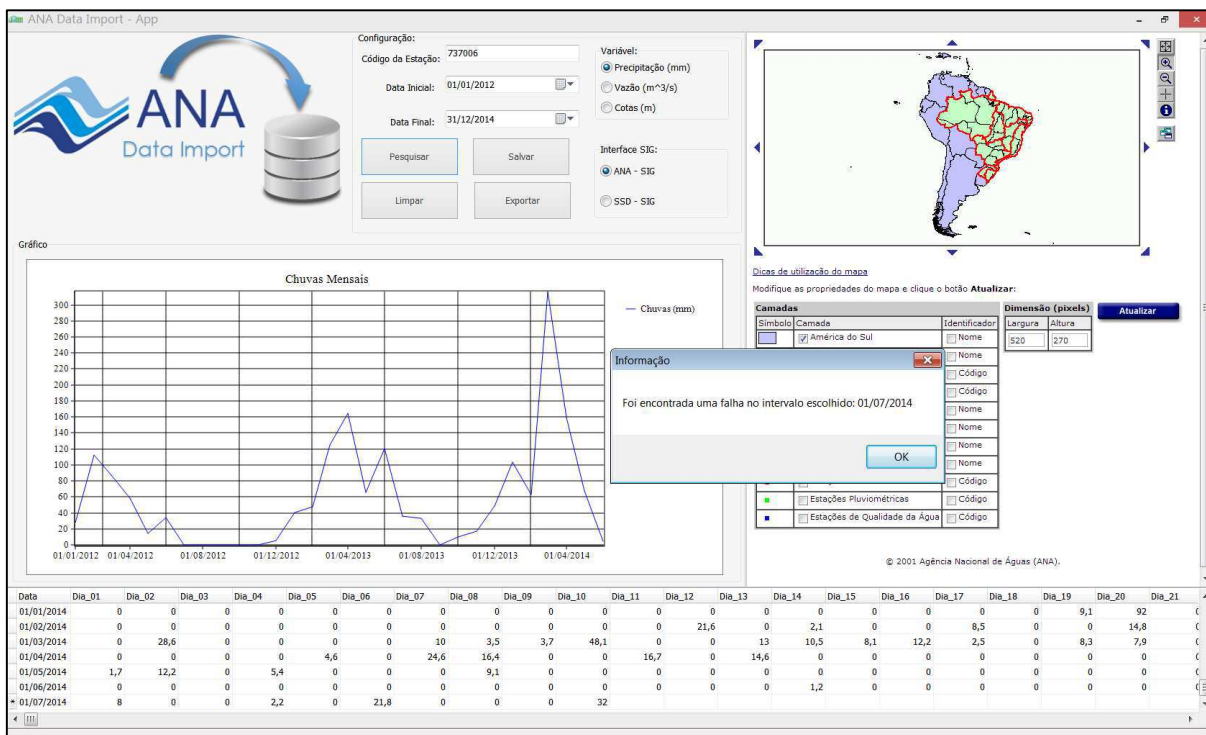 ANA Data Import - App
ANA
Data Import
Configuração:
Código da Estação: 737006
Data Inicial: 01/01/2012
Data Final: 31/12/2014
Pesquisar Salvar
Limpar Exportar
Variável:
Precipitação (mm)
Vazão (m^3/s)
Cotas (m)
Interface SIG:
ANA - SIG
SSD - SIG
Gráfico
Chuvas Mensais
Chuvas (mm)
300
280
260
240
220
200
180
160
140
120
100
80
60
40
20
0
01/01/2012 01/04/2012 01/08/2012 01/12/2012 01/04/2013 01/08/2013 01/12/2013 01/04/2014
Dicas de utilização do mapa
Modifique as propriedades do mapa e clique o botão Atualizar:
Camadas Dimensão (pixels) Atualizar
Símbolo Camada Identificador Largura Altura
América do Sul Nome 520 270
Nome
Código
Código
Nome
Nome
Nome
Nome
Código
Estações Pluviométricas Código
Estações de Qualidade da Água Código
Informação
Foi encontrada uma falha no intervalo escolhido: 01/07/2014
OK
© 2001 Agência Nacional de Águas (ANA).
Data Dia_01 Dia_02 Dia_03 Dia_04 Dia_05 Dia_06 Dia_07 Dia_08 Dia_09 Dia_10 Dia_11 Dia_12 Dia_13 Dia_14 Dia_15 Dia_16 Dia_17 Dia_18 Dia_19 Dia_20 Dia_21
01/01/2014 0 0 0 0 0 0 0 0 0 0 0 0 0 0 0 0 0 0 9,1 92
01/02/2014 0 0 0 0 0 0 0 0 0 0 0 21,6 0 2,1 0 0 8,5 0 0 14,8
01/03/2014 0 28,6 0 0 0 0 10 3,5 3,7 48,1 0 0 13 10,5 8,1 12,2 2,5 0 8,3 7,9
01/04/2014 0 0 0 0 4,6 0 24,6 16,4 0 0 16,7 0 14,6 0 0 0 0 0 0 0
01/05/2014 1,7 12,2 0 5,4 0 0 0 9,1 0 0 0 0 0 0 0 0 0 0 0 0
01/06/2014 0 0 0 0 0 0 0 0 0 0 0 0 0 1,2 0 0 0 0 0 0
* 01/07/2014 8 0 0 2,2 0 21,8 0 0 0 32